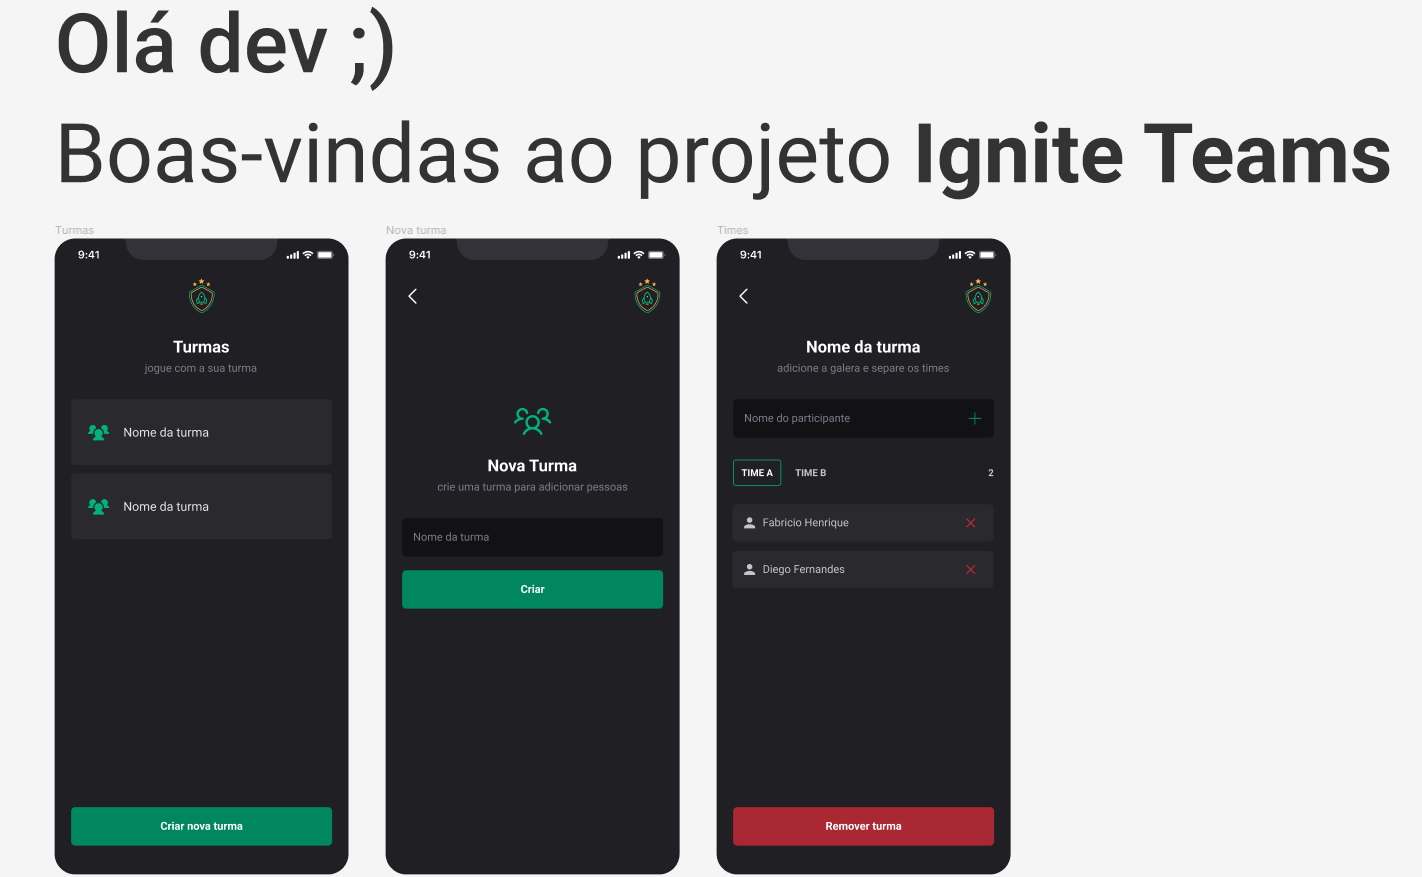 Olá dev ;)
Boas-vindas ao projeto Ignite Teams
Turmas
9:41
Turmas
jogue com a sua turma
Nome da turma
Nome da turma
Criar nova turma
Nova turma
9:41
Nova Turma
crie uma turma para adicionar pessoas
Nome da turma
Criar
Times
9:41
Nome da turma
adicione a galera e separe os times
Nome do participante
TIME A TIME B 2
Fabricio Henrique
Diego Fernandes
Remover turma